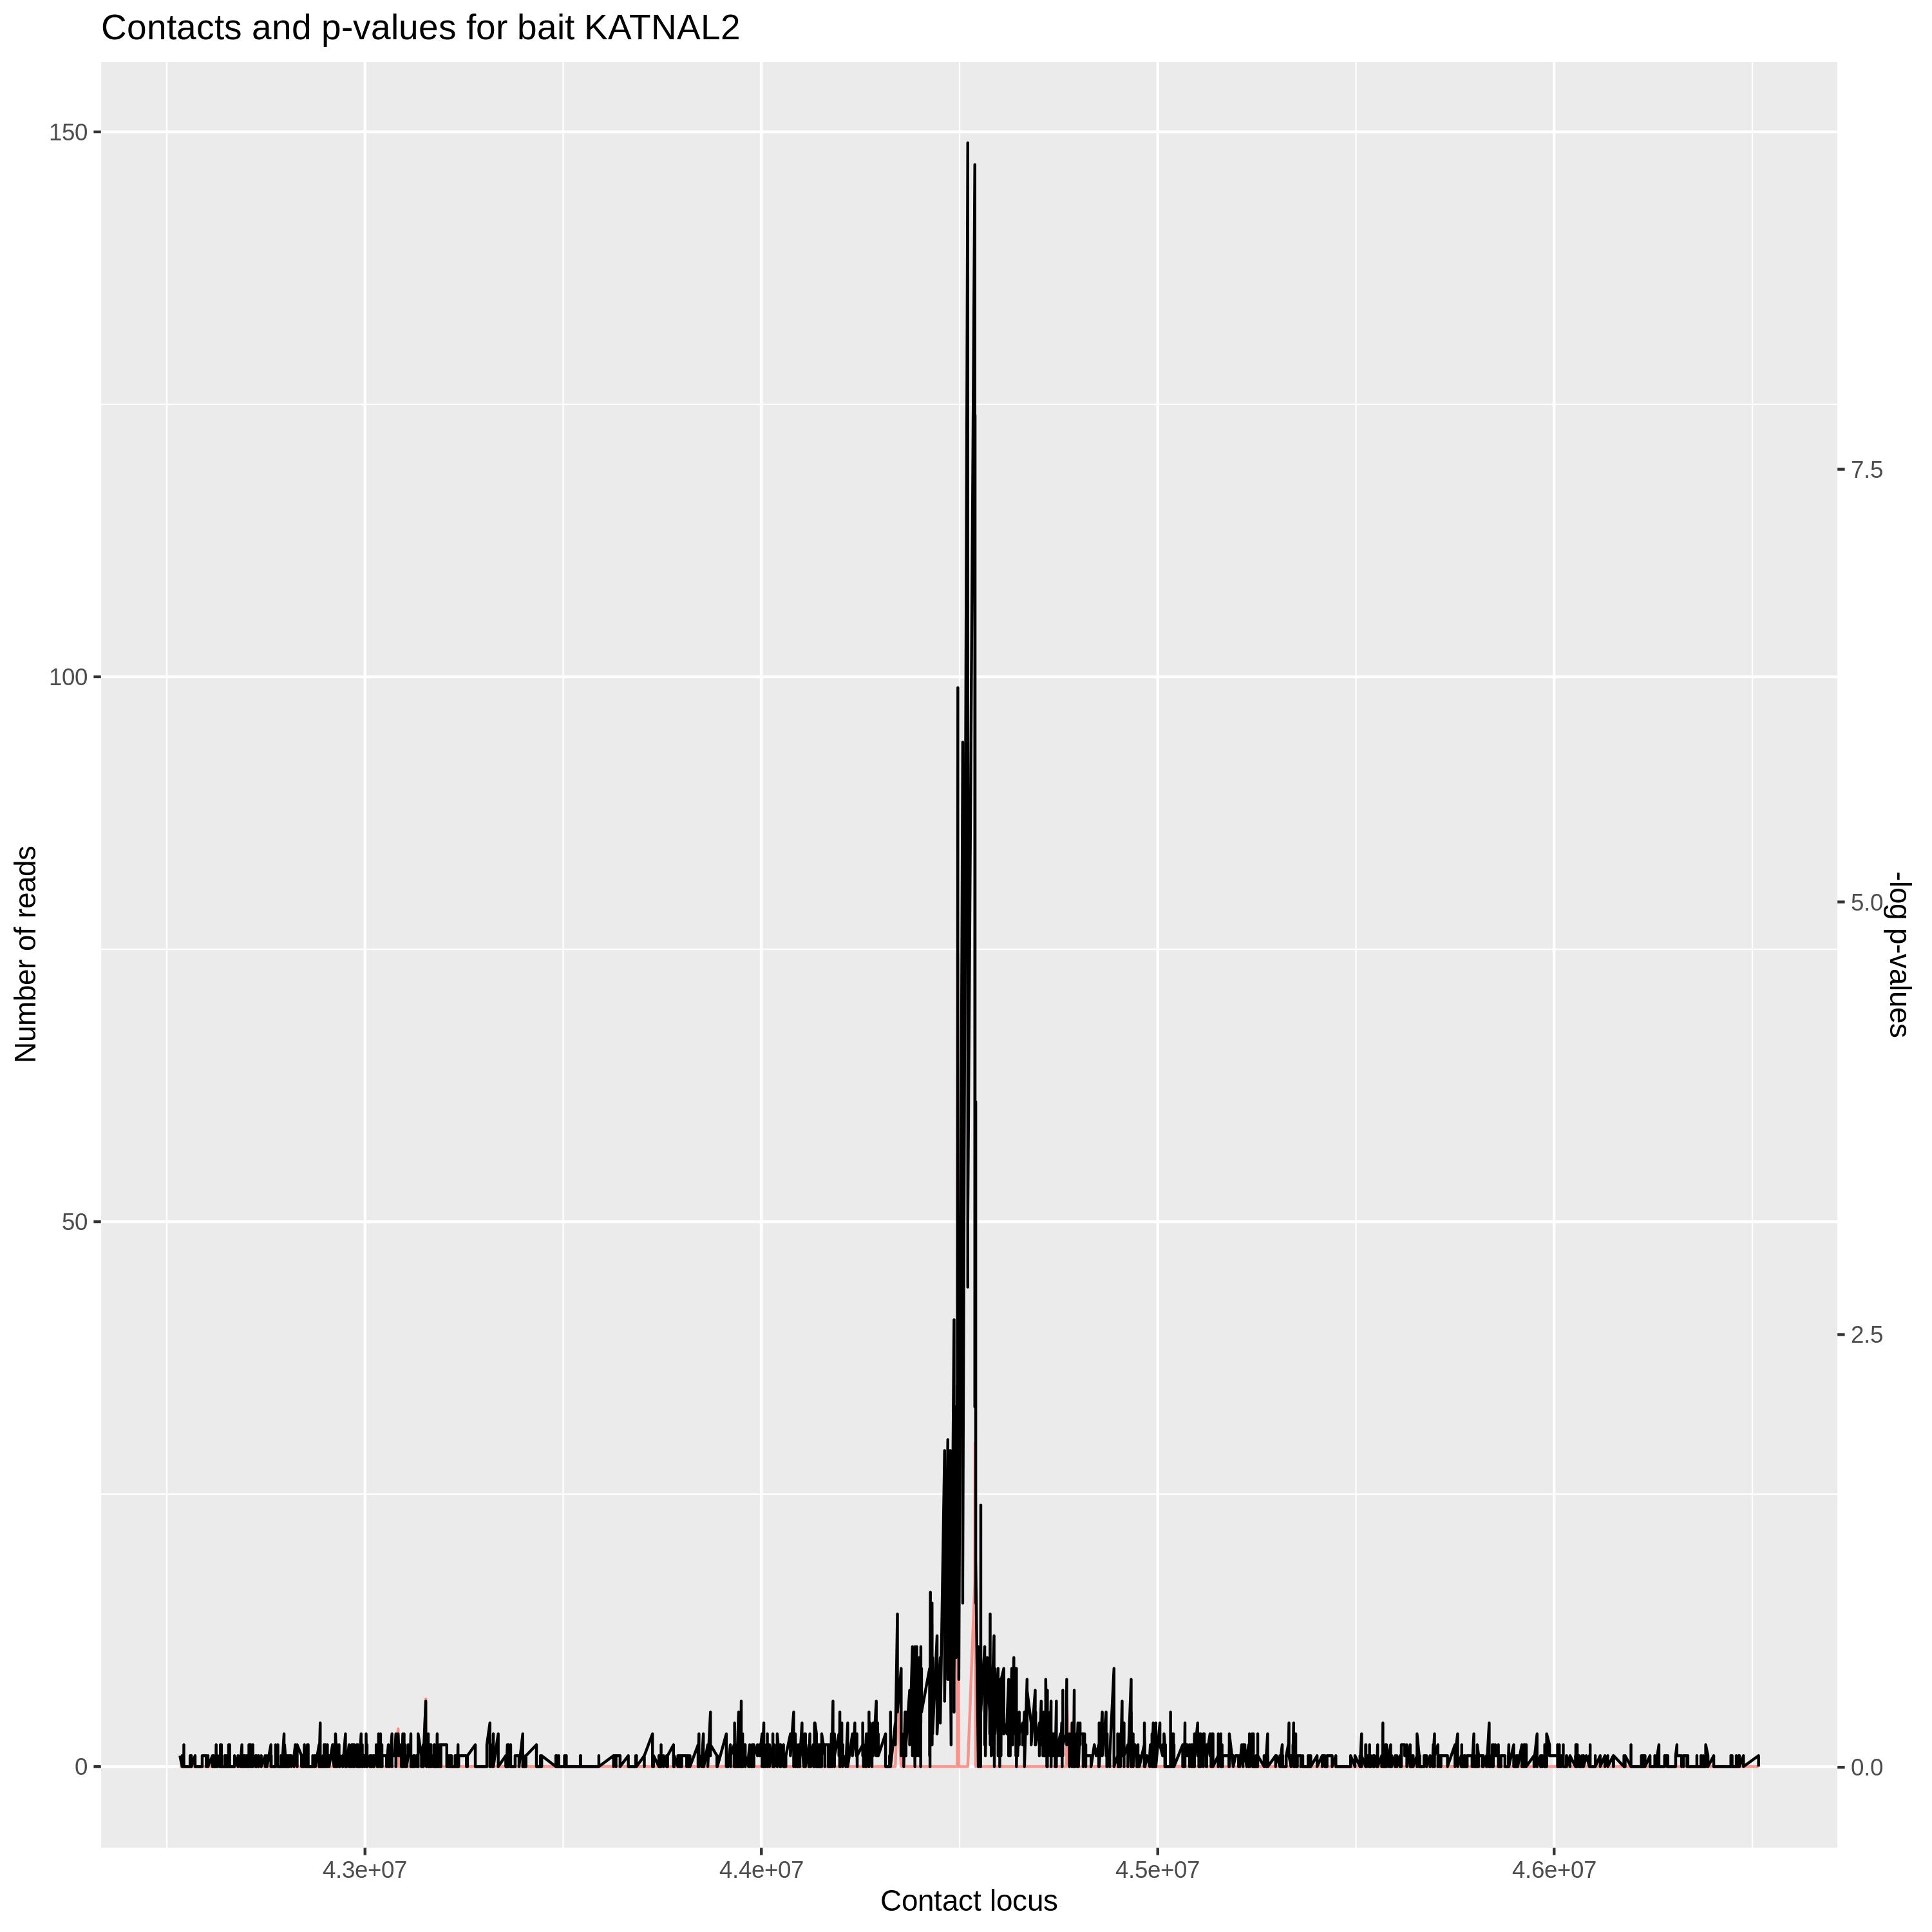 Contacts and p-values for bait KATNAL2
150
100
50
0
Number of reads
7.5
5.0
2.5
0.0
-log p-values
4.3e+07 4.4e+07 4.5e+07 4.6e+07
Contact locus